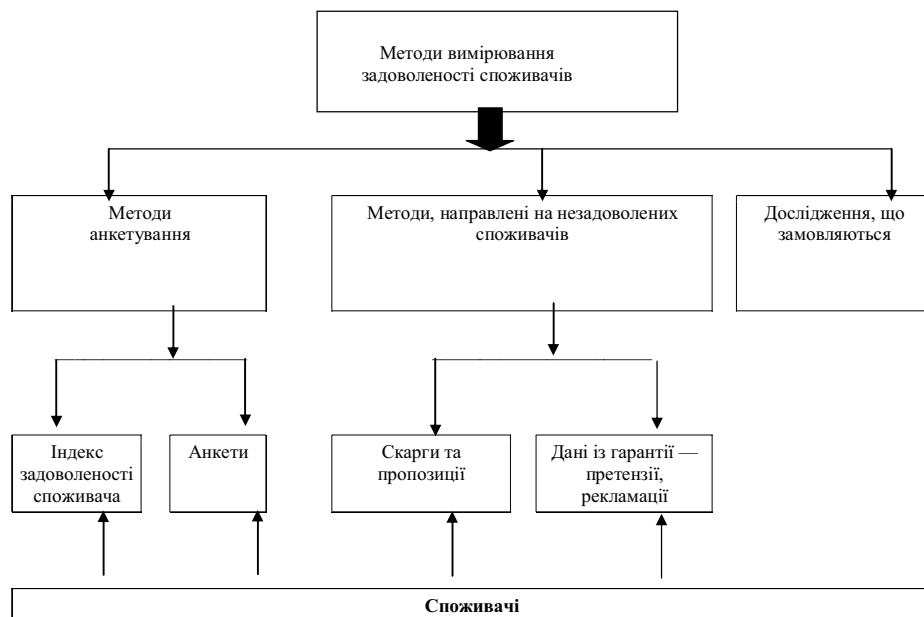 Методи вимірювання
задоволеності споживачів
Методи
анкетування
Методи, направлені на незадоволених
споживачів
Дослідження, що
замовляються
Індекс
задоволеності
споживача
Анкети
Скарги та
пропозиції
Дані із гарантії —
претензії,
рекламації
Споживачі